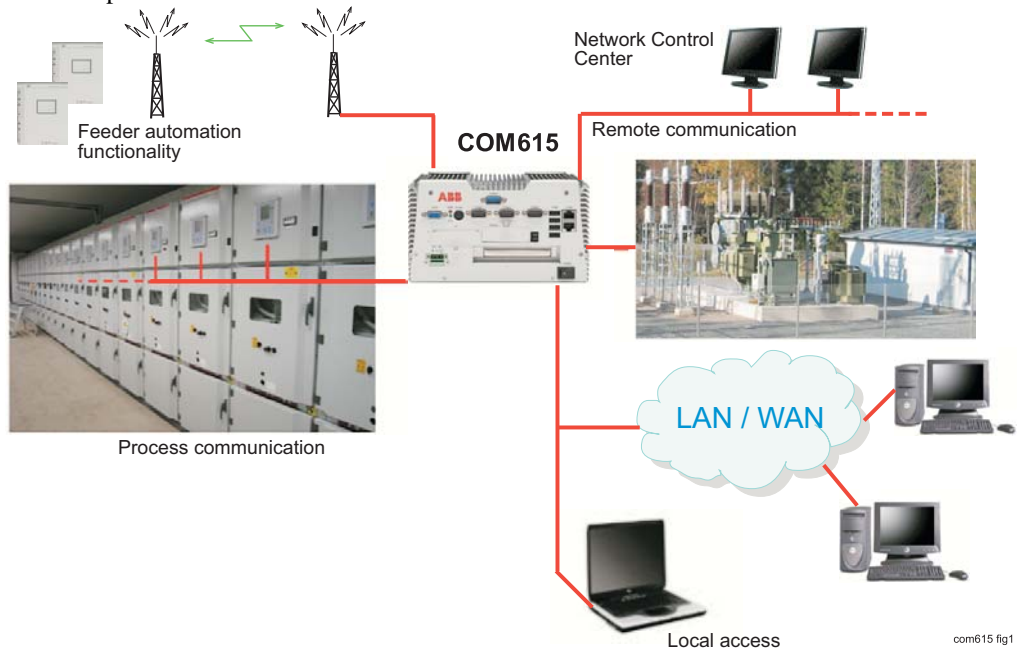 Network Control
Center
Feeder automation
functionality
Remote communication
COM615
ABB
LAN / WAN
Process communication
Local access
com615 fig1